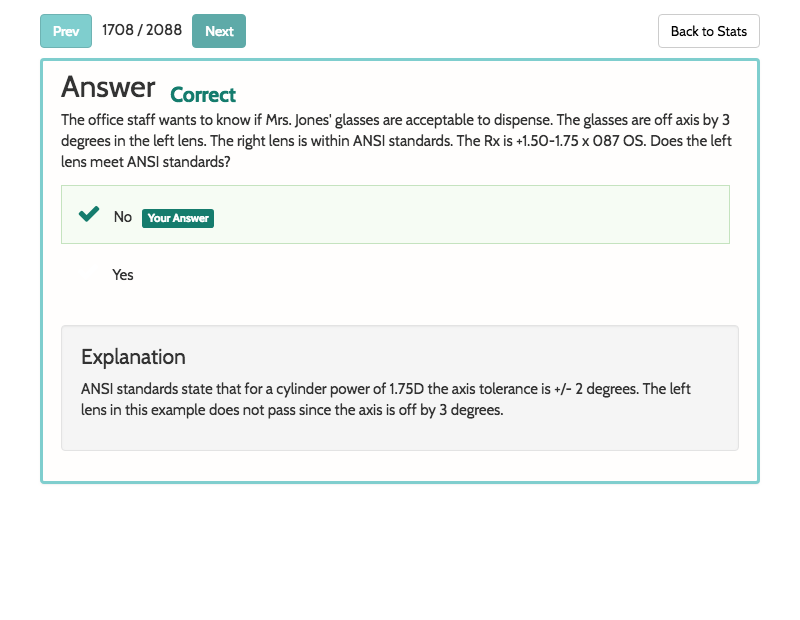 Prev 1708 / 2088 Next Back to Stats
Answer Correct
The office staff wants to know if Mrs. Jones' glasses are acceptable to dispense. The glasses are off axis by 3
degrees in the left lens. The right lens is within ANSI standards. The Rx is +1.50-1.75 x 087 OS. Does the left
lens meet ANSI standards?
No Your Answer
Yes
Explanation
ANSI standards state that for a cylinder power of 1.75D the axis tolerance is +/- 2 degrees. The left
lens in this example does not pass since the axis is off by 3 degrees.